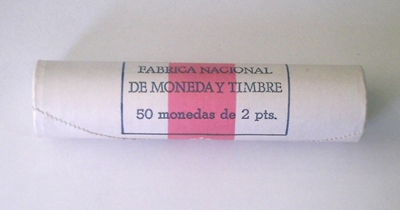 FABRICA NACIONAL
DE MONEDA Y TIMBRE
50 monedas de 2 pts.